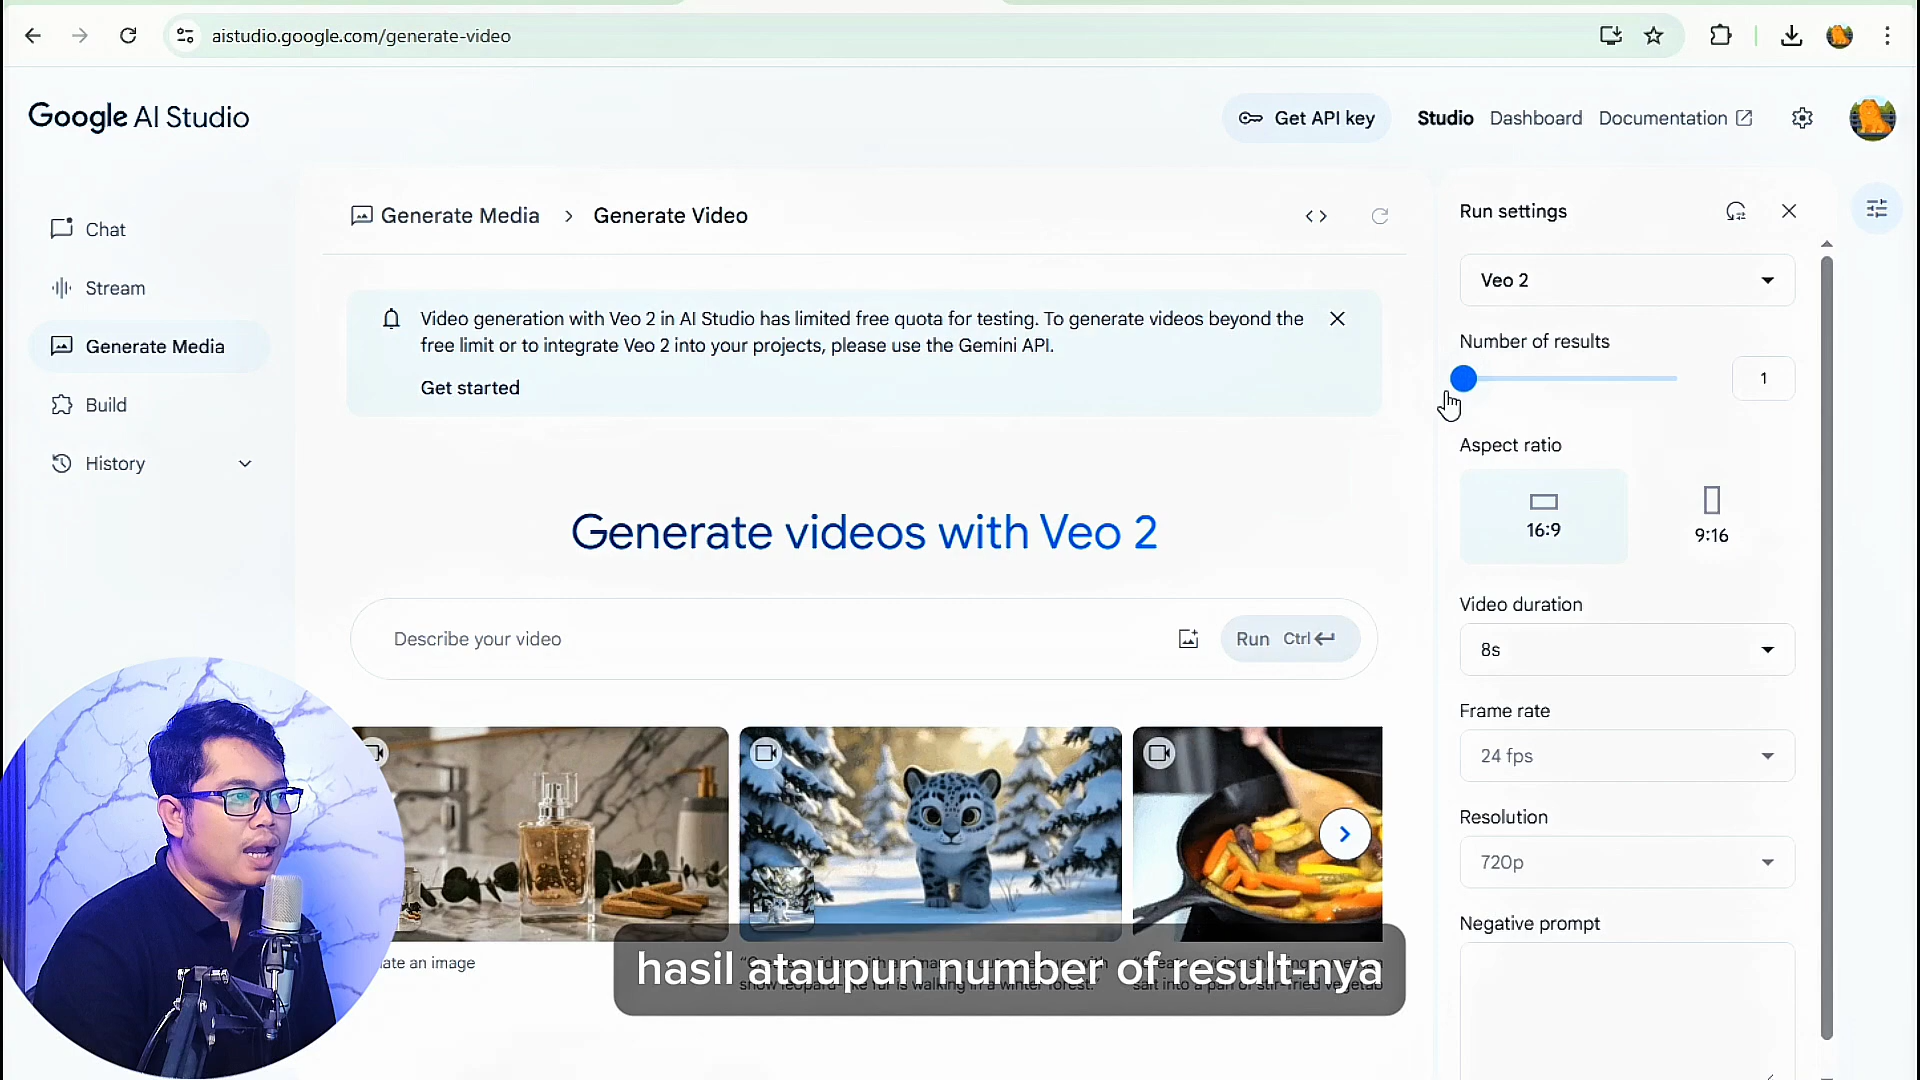 aistudio.google.com/generate-video
Google AI Studio
Get API key
Studio
Dashboard
Documentation
Chat
Stream
Generate Media
Build
History
Generate Media > Generate Video
Video generation with Veo 2 in AI Studio has limited free quota for testing. To generate videos beyond the
free limit or to integrate Veo 2 into your projects, please use the Gemini API.
Get started
Generate videos with Veo 2
Describe your video
Run Ctrl
ate an image
hasil ataupun number of result-nya
Run settings
Veo 2
Number of results
1
Aspect ratio
16:9
9:16
Video duration
8s
Frame rate
24 fps
Resolution
720p
Negative prompt